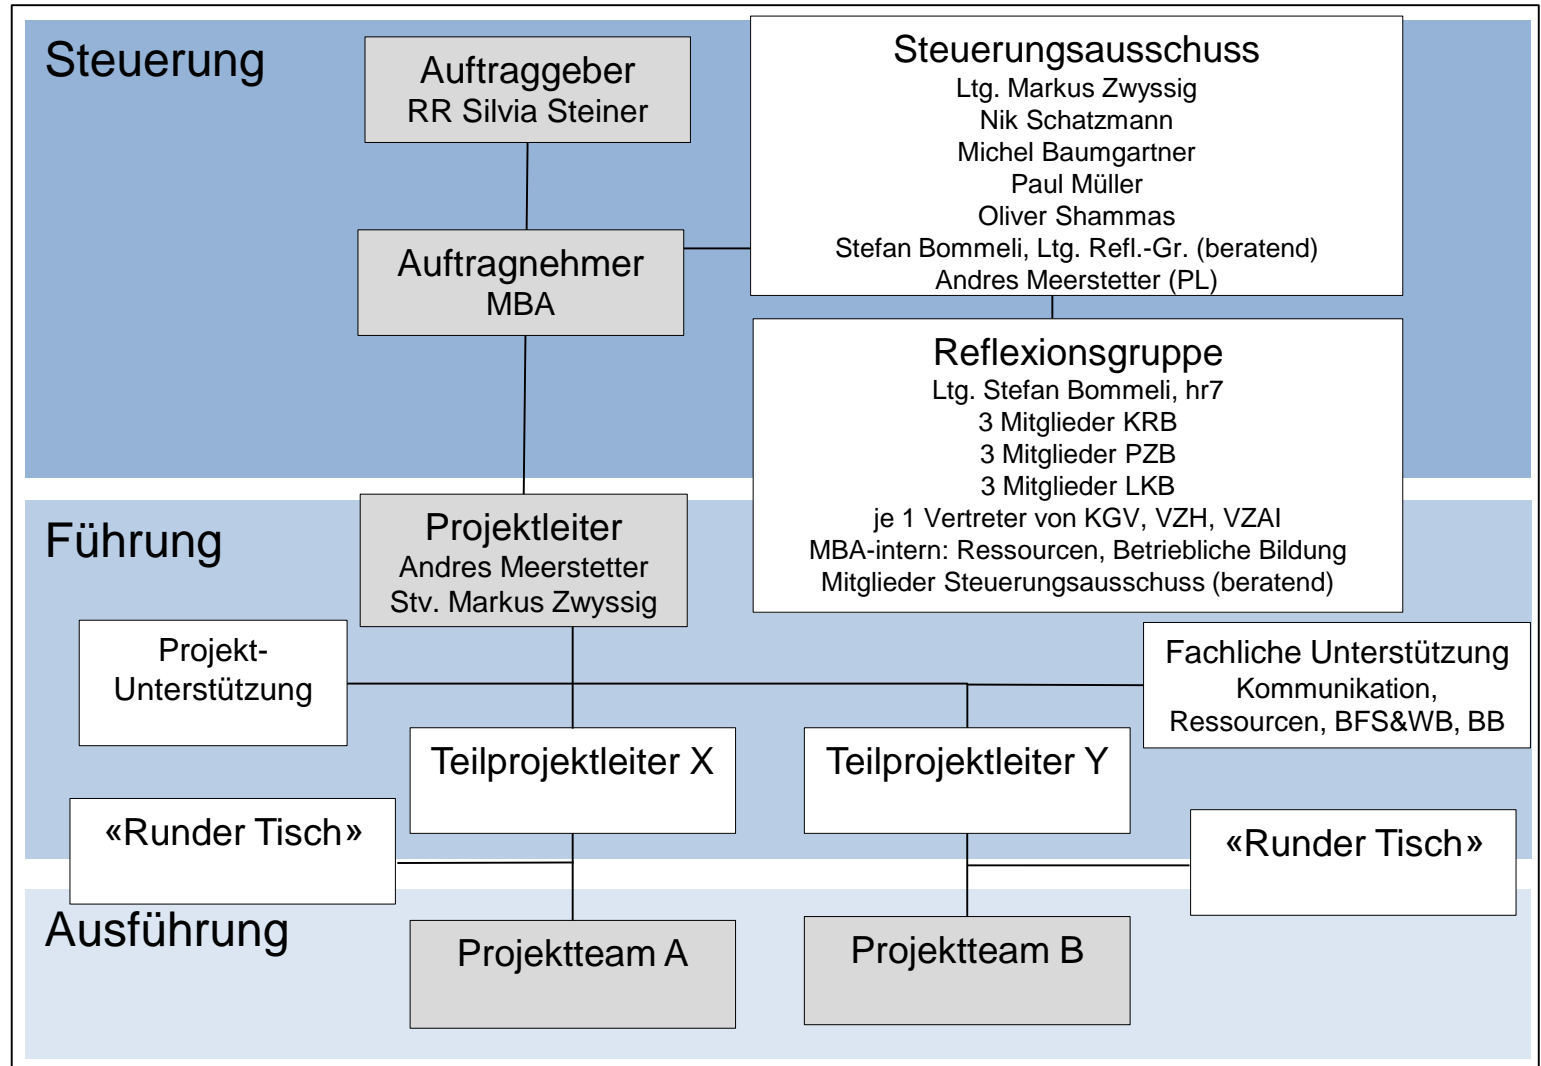 Steuerung
Auftraggeber
RR Silvia Steiner
Steuerungsausschuss
Ltg. Markus Zwyssig
Nik Schatzmann
Michel Baumgartner
Paul Müller
Oliver Shammas
Stefan Bommeli, Ltg. Refl.-Gr. (beratend)
Andres Meerstetter (PL)
Auftragnehmer
MBA
Reflexionsgruppe
Ltg. Stefan Bommeli, hr7
3 Mitglieder KRB
3 Mitglieder PZB
3 Mitglieder LKB
je 1 Vertreter von KGV, VZH, VZAI
MBA-intern: Ressourcen, Betriebliche Bildung
Mitglieder Steuerungsausschuss (beratend)
Führung
Projektleiter
Andres Meerstetter
Stv. Markus Zwyssig
Projekt-
Unterstützung
Fachliche Unterstützung
Kommunikation,
Ressourcen, BFS&WB, BB
Teilprojektleiter X
Teilprojektleiter Y
«Runder Tisch»
«Runder Tisch»
Ausführung
Projektteam A
Projektteam B